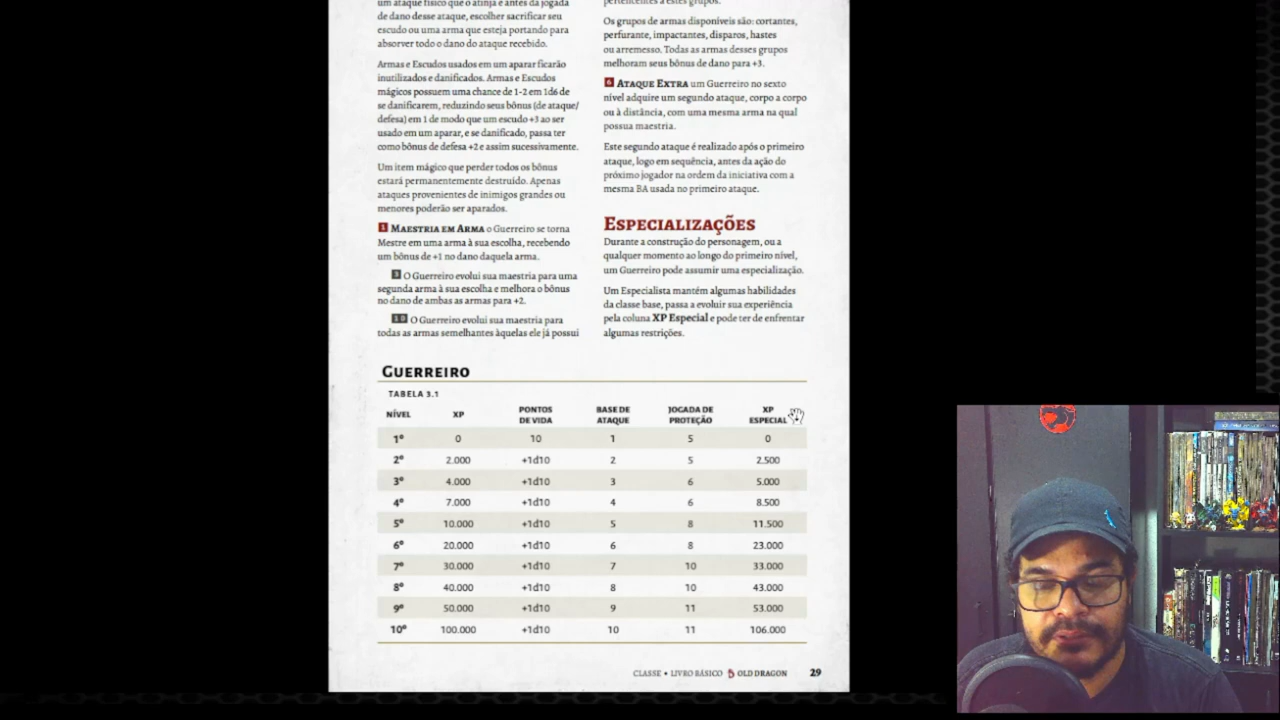 um ataque físico que o atinja e antes da jogada
de dano desse ataque, escolher sacrificar seu
escudo ou uma arma que esteja portando para
absorver todo o dano do ataque recebido.
Armas e Escudos usados em um aparar ficarão
inutilizados e danificados. Armas e Escudos
mágicos possuem uma chance de 1-2 em 1d6 de
se danificarem, reduzindo seus bônus (de ataque/
defesa) em 1 de modo que um escudo +3 ao ser
usado em um aparar, e se danificado, passa ter
como bônus de defesa +2 e assim sucessivamente.
Um item mágico que perder todos os bônus
estará permanentemente destruído. Apenas
ataques provenientes de inimigos grandes ou
menores poderão ser aparados.
1 Maestria em Arma o Guerreiro se torna
Mestre em uma arma à sua escolha, recebendo
um bônus de +1 no dano daquela arma.
3 O Guerreiro evolui sua maestria para uma
segunda arma à sua escolha e melhora o bônus
no dano de ambas as armas para +2.
10 O Guerreiro evolui sua maestria para
todas as armas semelhantes àquelas ele já possui
pertencentes a estes grupos.
Os grupos de armas disponíveis são: cortantes,
perfurante, impactantes, disparos, hastes
ou arremesso. Todas as armas desses grupos
melhoram seus bônus de dano para +3.
6 Ataque Extra um Guerreiro no sexto
nível adquire um segundo ataque, corpo a corpo
ou à distância, com uma mesma arma na qual
possua maestria.
Este segundo ataque é realizado após o primeiro
ataque, logo em sequência, antes da ação do
próximo jogador na ordem da iniciativa com a
mesma BA usada no primeiro ataque.
Especializações
Durante a construção do personagem, ou a
qualquer momento ao longo do primeiro nível,
um Guerreiro pode assumir uma especialização.
Um Especialista mantém algumas habilidades
da classe base, passa a evoluir sua experiência
pela coluna XP Especial e pode ter de enfrentar
algumas restrições.
Guerreiro
TABELA 3.1
NÍVEL XP PONTOS DE VIDA BASE DE ATAQUE JOGADA DE PROTEÇÃO XP ESPECIAL
1º 0 10 1 5 0
2º 2.000 +1d10 2 5 2.500
3º 4.000 +1d10 3 6 5.000
4º 7.000 +1d10 4 6 8.500
5º 10.000 +1d10 5 8 11.500
6º 20.000 +1d10 6 8 23.000
7º 30.000 +1d10 7 10 33.000
8º 40.000 +1d10 8 10 43.000
9º 50.000 +1d10 9 11 53.000
10º 100.000 +1d10 10 11 106.000
CLASSE • LIVRO BÁSICO OLD DRAGON 29